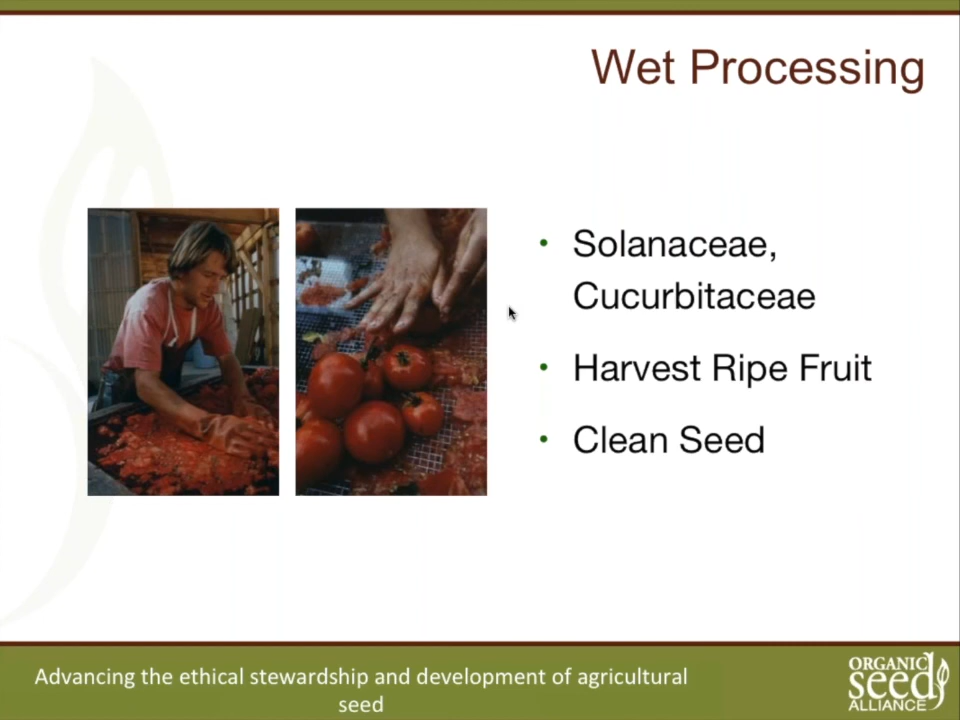 Wet Processing
• Solanaceae,
Cucurbitaceae
• Harvest Ripe Fruit
• Clean Seed
Advancing the ethical stewardship and development of agricultural
seed
ORGANIC
seed
ALLIANCE